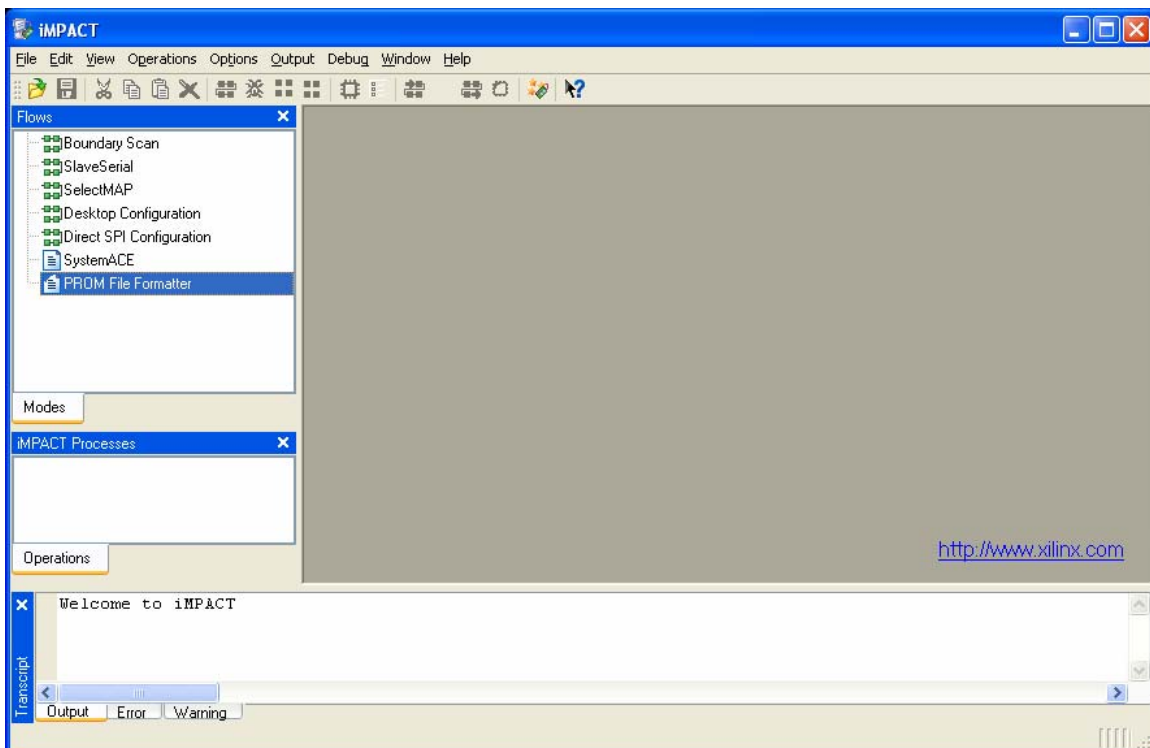 iMPACT
File Edit View Operations Options Output Debug Window Help
Flows
Boundary Scan
SlaveSerial
SelectMAP
Desktop Configuration
Direct SPI Configuration
SystemACE
PROM File Formatter
Modes
iMPACT Processes
Operations
http://www.xilinx.com
Welcome to iMPACT
Transcript
Output Error Warning